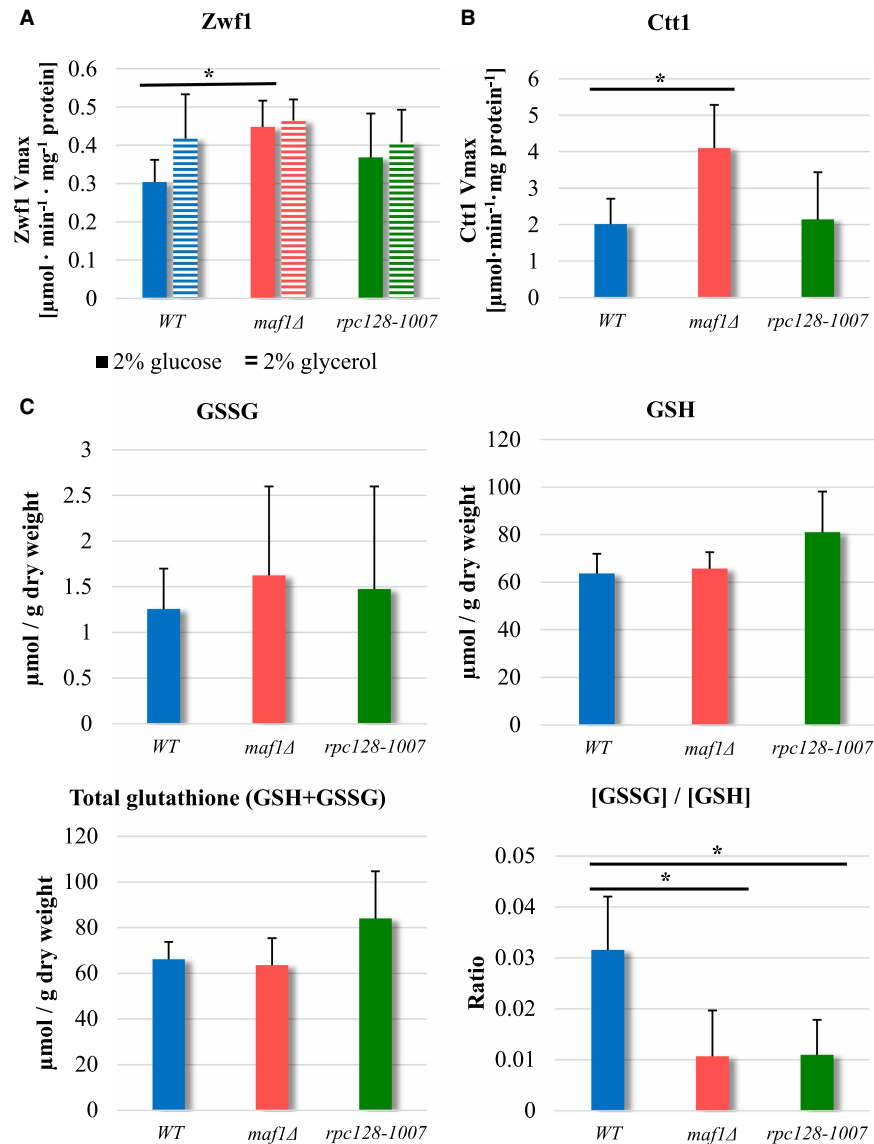 A
Zwf1
Zwf1 Vmax
[µmol · min⁻¹ · mg⁻¹ protein]
0.6
0.5
0.4
0.3
0.2
0.1
0
*
WT
maf1Δ
rpc128-1007
2% glucose
2% glycerol
B
Ctt1
Ctt1 Vmax
[µmol·min⁻¹·mg protein⁻¹]
6
5
4
3
2
1
0
*
WT
maf1Δ
rpc128-1007
C
GSSG
µmol / g dry weight
3
2.5
2
1.5
1
0.5
0
WT
maf1Δ
rpc128-1007
GSH
µmol / g dry weight
120
100
80
60
40
20
0
WT
maf1Δ
rpc128-1007
Total glutathione (GSH+GSSG)
µmol / g dry weight
120
100
80
60
40
20
0
WT
maf1Δ
rpc128-1007
[GSSG] / [GSH]
Ratio
0.05
0.04
0.03
0.02
0.01
0
*
*
WT
maf1Δ
rpc128-1007